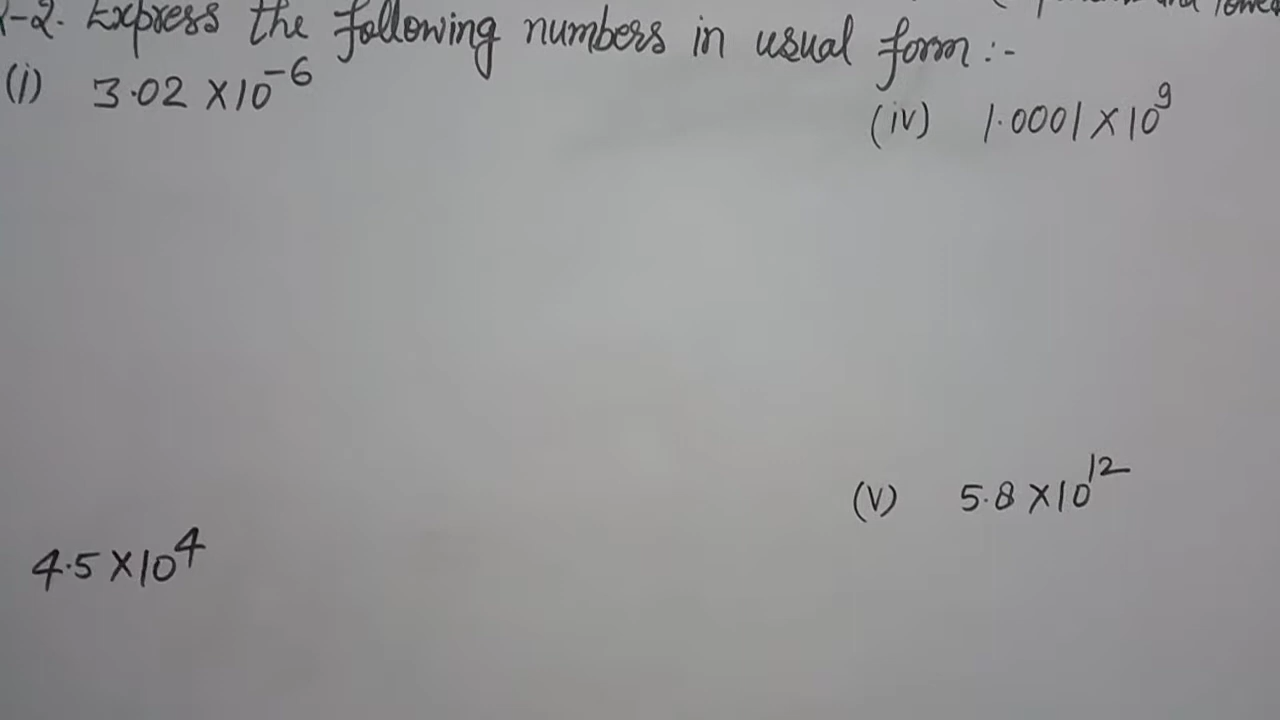 -2. Express the following numbers in usual form :-
(i) 3.02 × 10⁻⁶
(iv) 1.0001 × 10⁹
(v) 5.8 × 10¹²
4.5 × 10⁴